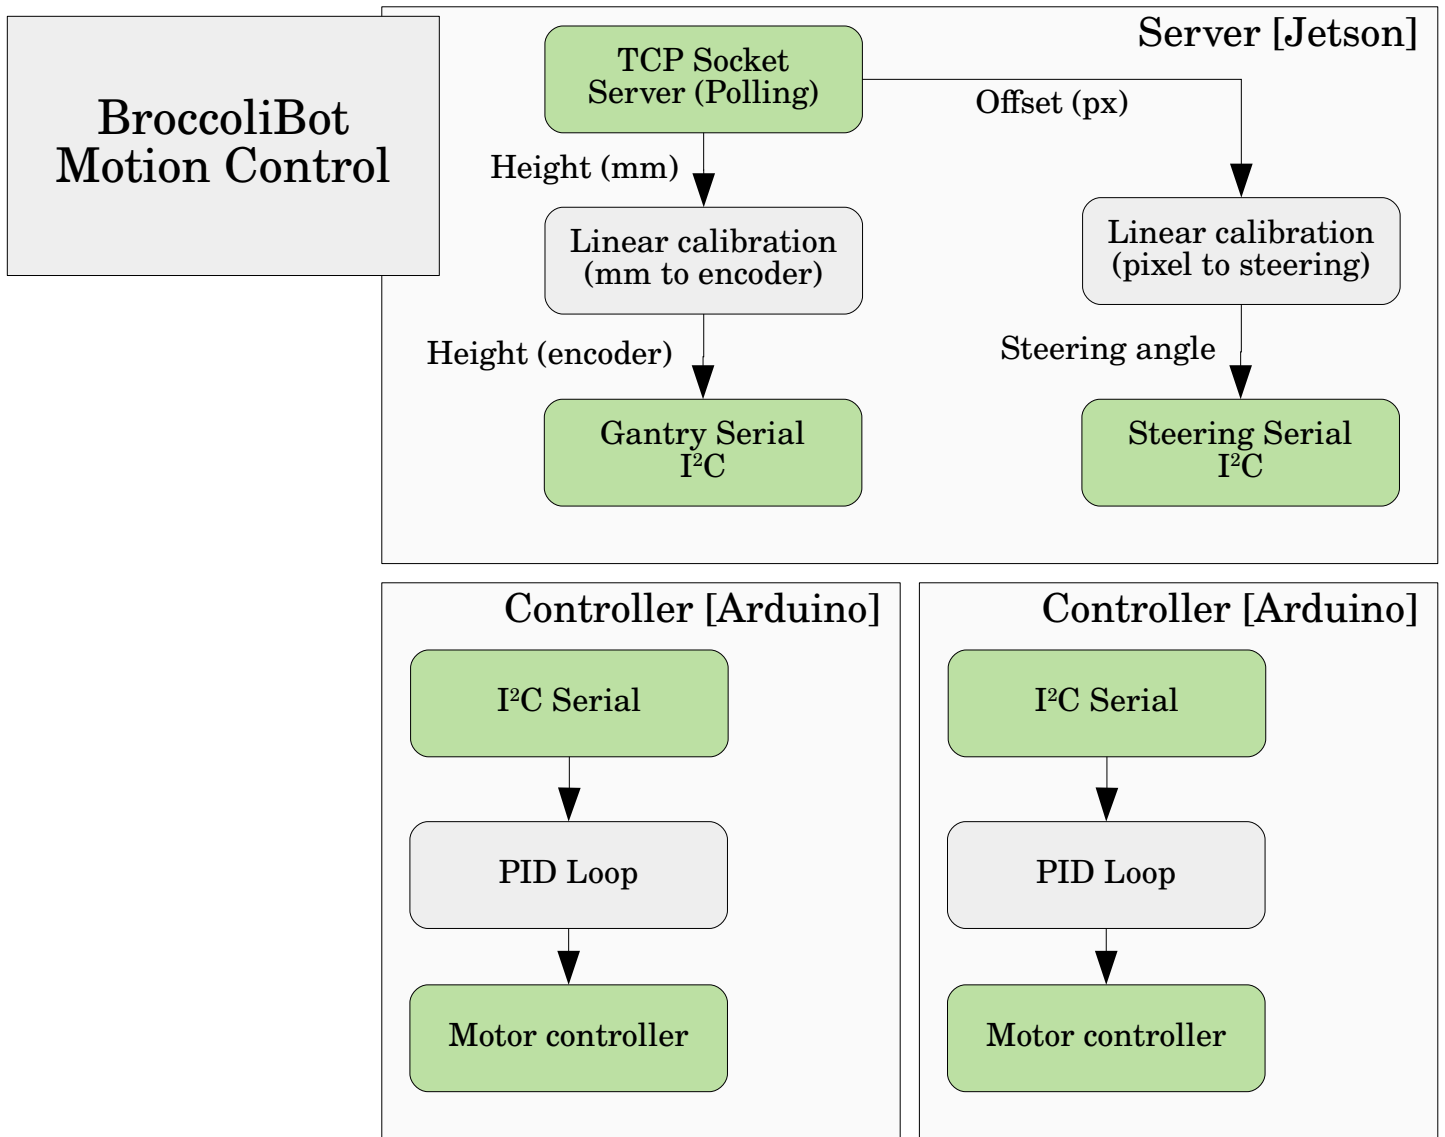 BroccoliBot
Motion Control
Server [Jetson]
TCP Socket
Server (Polling)
Offset (px)
Height (mm)
Linear calibration
(mm to encoder)
Linear calibration
(pixel to steering)
Height (encoder)
Steering angle
Gantry Serial
I²C
Steering Serial
I²C
Controller [Arduino]
I²C Serial
PID Loop
Motor controller
Controller [Arduino]
I²C Serial
PID Loop
Motor controller